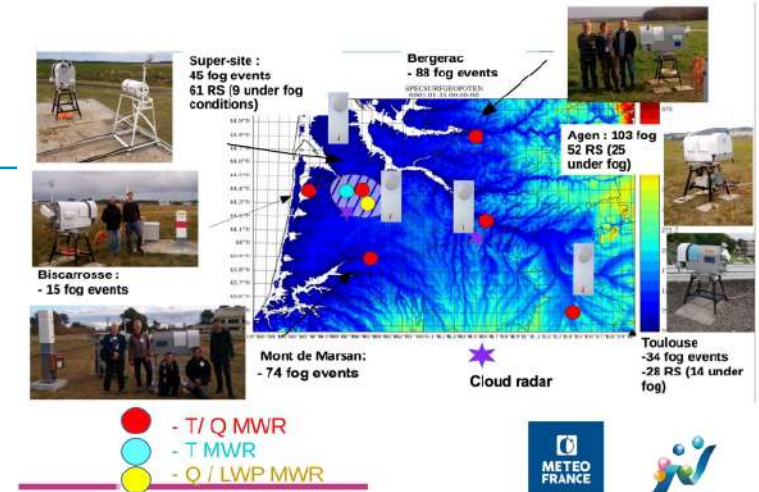 Super-site :
45 fog events
61 RS (9 under fog
conditions)
Bergerac
- 88 fog events
Agen : 103 fog
52 RS (25
under fog)
Biscarrosse :
- 15 fog events
Mont de Marsan:
- 74 fog events
Cloud radar
Toulouse
-34 fog events
-28 RS (14 under
fog)
- T/ Q MWR
- T MWR
- Q / LWP MWR
METEO
FRANCE